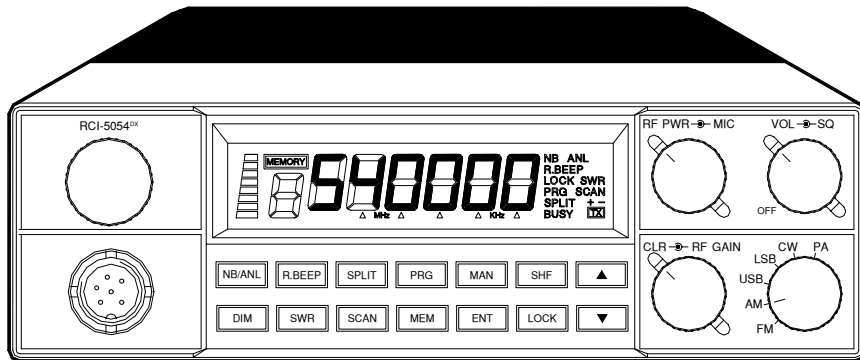 RCI-5054DX
MEMORY
540000
MHz KHz
NB ANL
R.BEEP
LOCK SWR
PRG SCAN
SPLIT + −
BUSY TX
RF PWR MIC
VOL SQ
OFF
NB/ANL R.BEEP SPLIT PRG MAN SHF ▲
DIM SWR SCAN MEM ENT LOCK ▼
CLR RF GAIN
CW PA
LSB
USB
AM
FM